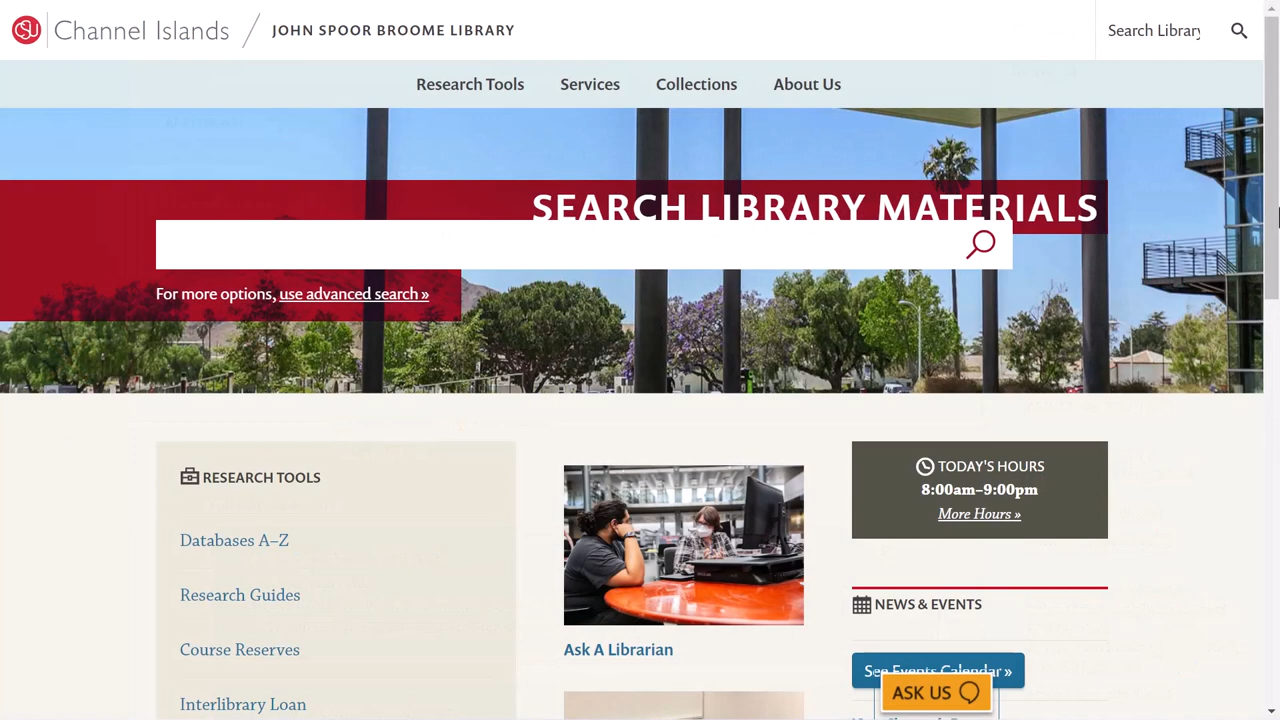 CSU Channel Islands / JOHN SPOOR BROOME LIBRARY
Search Library
Research Tools Services Collections About Us
SEARCH LIBRARY MATERIALS
For more options, use advanced search »
RESEARCH TOOLS
Databases A–Z
Research Guides
Course Reserves
Interlibrary Loan
Ask A Librarian
TODAY'S HOURS
8:00am–9:00pm
More Hours »
NEWS & EVENTS
See Events Calendar »
ASK US